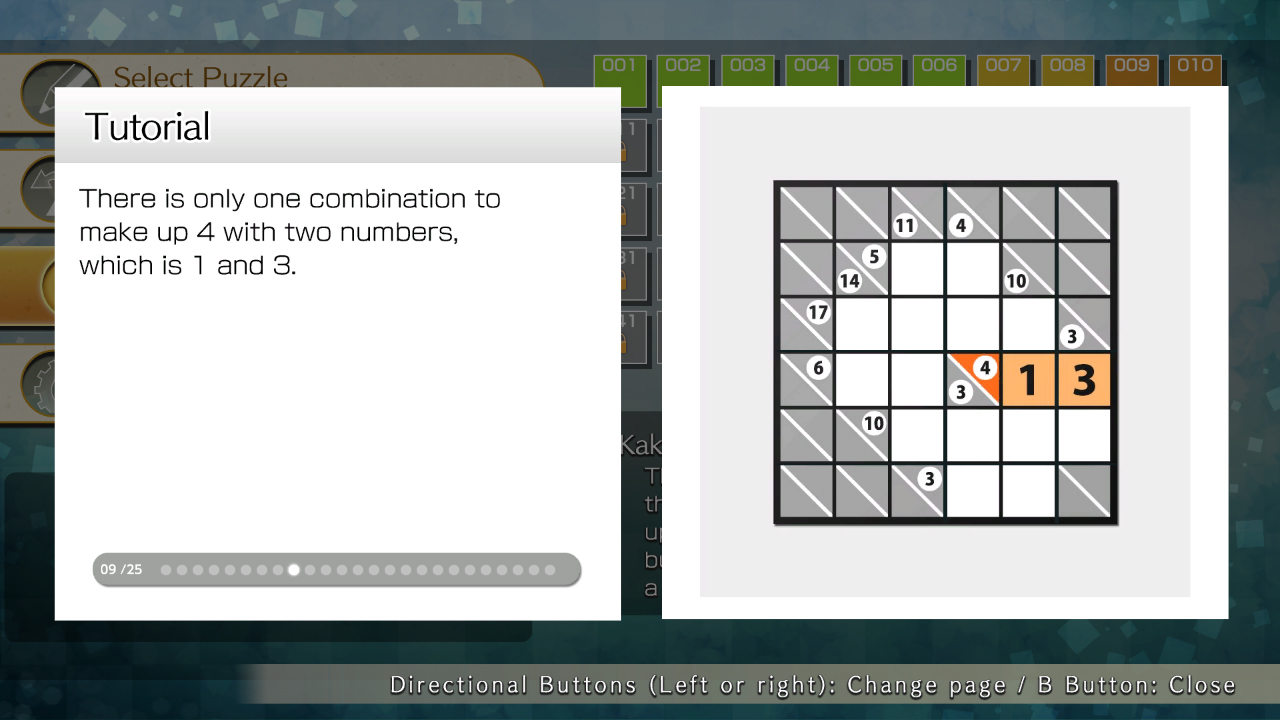 Select Puzzle
001 002 003 004 005 006 007 008 009 010
Tutorial
There is only one combination to
make up 4 with two numbers,
which is 1 and 3.
09 /25
11 4
5
14 10
17
3
6 4 1 3
3
10
3
Kak
Directional Buttons (Left or right): Change page / B Button: Close